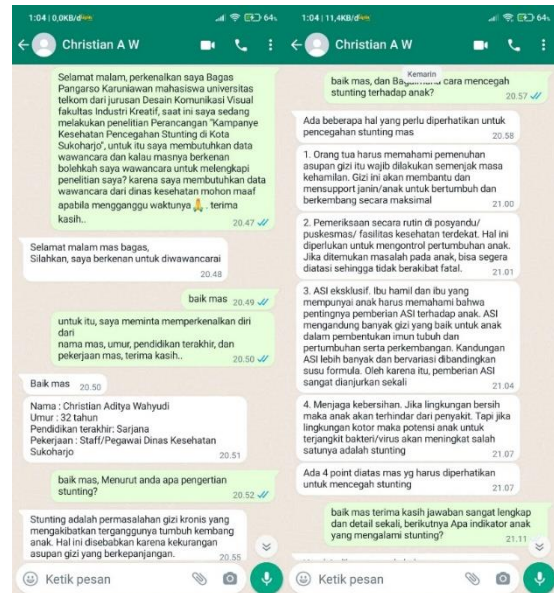 1:04 | 0,0KB/d
64%
Christian A W
Selamat malam, perkenalkan saya Bagas
Pangarso Karuniawan mahasiswa universitas
telkom dari jurusan Desain Komunikasi Visual
fakultas Industri Kreatif, saat ini saya sedang
melakukan penelitian Perancangan "Kampanye
Kesehatan Pencegahan Stunting di Kota
Sukoharjo", untuk itu saya membutuhkan data
wawancara dan kalau masnya berkenan
bolehkah saya wawancara untuk melengkapi
penelitian saya? karena saya membutuhkan data
wawancara dari dinas kesehatan mohon maaf
apabila mengganggu waktunya 🙏. terima
kasih..
20.47
Selamat malam mas bagas,
Silahkan, saya berkenan untuk diwawancarai
20.48
baik mas 20.49
untuk itu, saya meminta memperkenalkan diri
dari
nama mas, umur, pendidikan terakhir, dan
pekerjaan mas, terima kasih..
20.50
Baik mas 20.50
Nama : Christian Aditya Wahyudi
Umur : 32 tahun
Pendidikan terakhir: Sarjana
Pekerjaan : Staff/Pegawai Dinas Kesehatan
Sukoharjo
20.51
baik mas, Menurut anda apa pengertian
stunting?
20.52
Stunting adalah permasalahan gizi kronis yang
mengakibatkan terganggunya tumbuh kembang
anak. Hal ini disebabkan karena kekurangan
asupan gizi yang berkepanjangan.
20.55
Ketik pesan
1:04 | 11,4KB/d
64%
Christian A W
Kemarin
baik mas, dan Bagaimana cara mencegah
stunting terhadap anak?
20.57
Ada beberapa hal yang perlu diperhatikan untuk
pencegahan stunting mas
20.58
1. Orang tua harus memahami pemenuhan
asupan gizi itu wajib dilakukan semenjak masa
kehamilan. Gizi ini akan membantu dan
mensupport janin/anak untuk bertumbuh dan
berkembang secara maksimal
21.00
2. Pemeriksaan secara rutin di posyandu/
puskesmas/ fasilitas kesehatan terdekat. Hal ini
diperlukan untuk mengontrol pertumbuhan anak.
Jika ditemukan masalah pada anak, bisa segera
diatasi sehingga tidak berakibat fatal.
21.01
3. ASI eksklusif. Ibu hamil dan ibu yang
mempunyai anak harus memahami bahwa
pentingnya pemberian ASI terhadap anak. ASI
mengandung banyak gizi yang baik untuk anak
dalam pembentukan imun tubuh dan
pertumbuhan serta perkembangan. Kandungan
ASI lebih banyak dan bervariasi dibandingkan
susu formula. Oleh karena itu, pemberian ASI
sangat dianjurkan sekali
21.04
4. Menjaga kebersihan. Jika lingkungan bersih
maka anak akan terhindar dari penyakit. Tapi jika
lingkungan kotor maka potensi anak untuk
terjangkit bakteri/virus akan meningkat salah
satunya adalah stunting
21.07
Ada 4 point diatas mas yg harus diperhatikan
untuk mencegah stunting
21.07
baik mas terima kasih jawaban sangat lengkap
dan detail sekali, berikutnya Apa indikator anak
yang mengalami stunting?
21.11
Ketik pesan